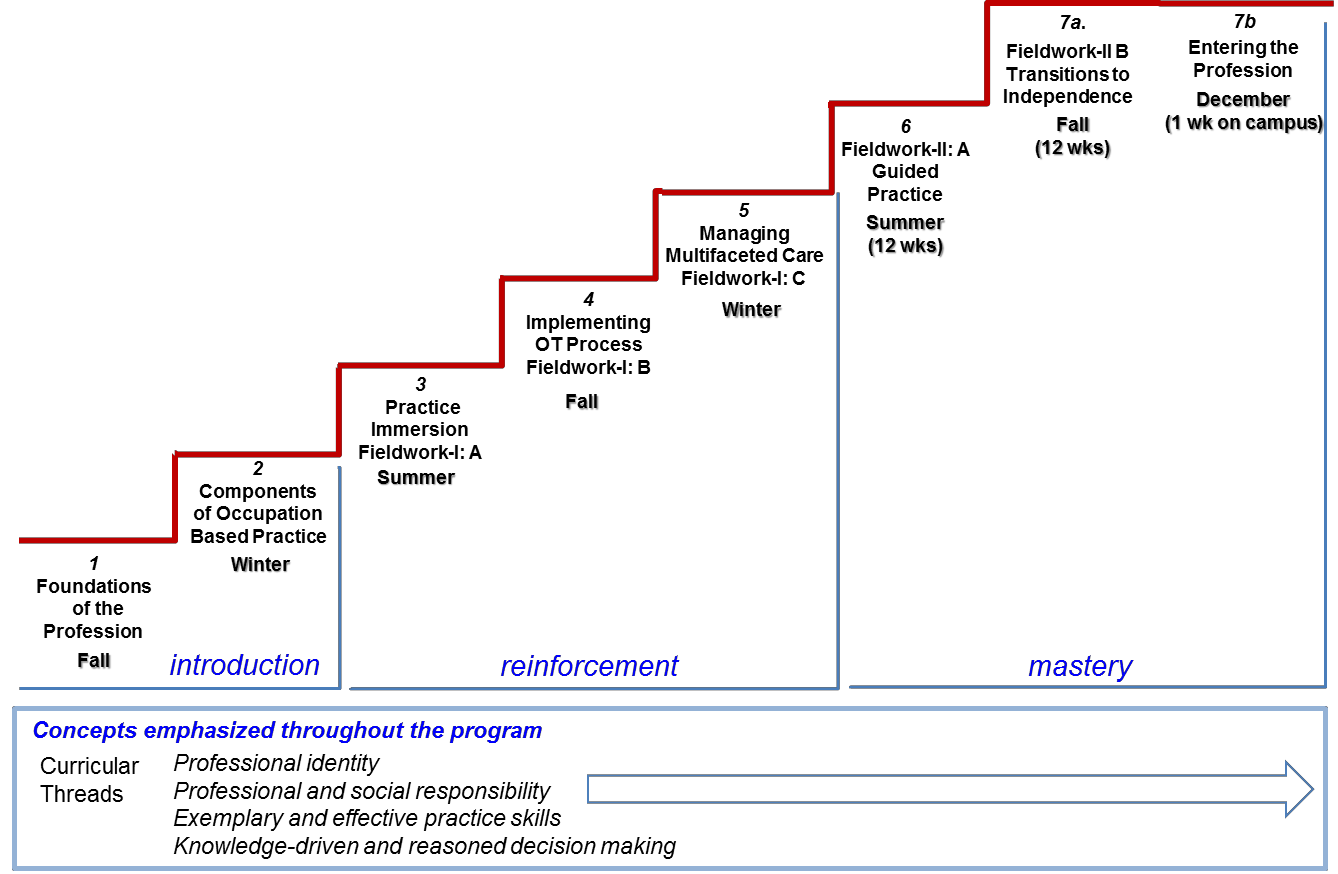 1
Foundations
of the
Profession
Fall
2
Components
of Occupation
Based Practice
Winter
introduction
3
Practice
Immersion
Fieldwork-I: A
Summer
4
Implementing
OT Process
Fieldwork-I: B
Fall
5
Managing
Multifaceted Care
Fieldwork-I: C
Winter
reinforcement
6
Fieldwork-II: A
Guided
Practice
Summer
(12 wks)
7a.
Fieldwork-II B
Transitions to
Independence
Fall
(12 wks)
7b
Entering the
Profession
December
(1 wk on campus)
mastery
Concepts emphasized throughout the program
Curricular
Threads
Professional identity
Professional and social responsibility
Exemplary and effective practice skills
Knowledge-driven and reasoned decision making